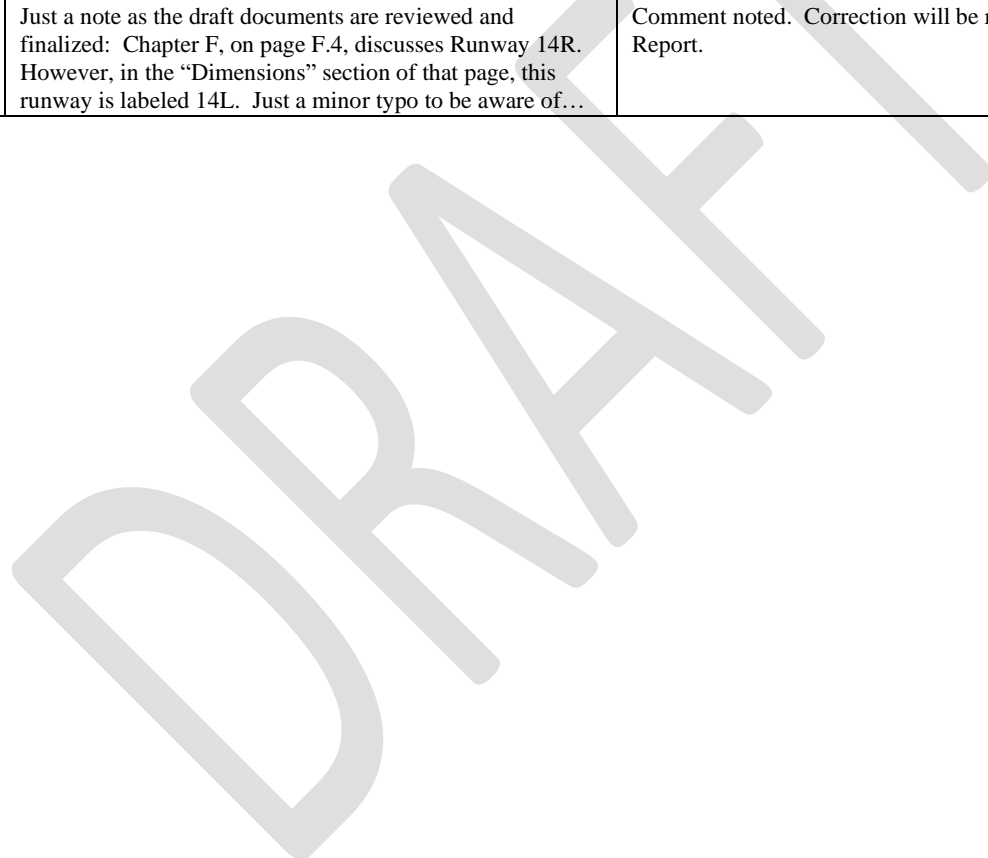 Just a note as the draft documents are reviewed and
finalized:  Chapter F, on page F.4, discusses Runway 14R.
However, in the “Dimensions” section of that page, this
runway is labeled 14L.  Just a minor typo to be aware of…
Comment noted.  Correction will be
Report.
DRAFT